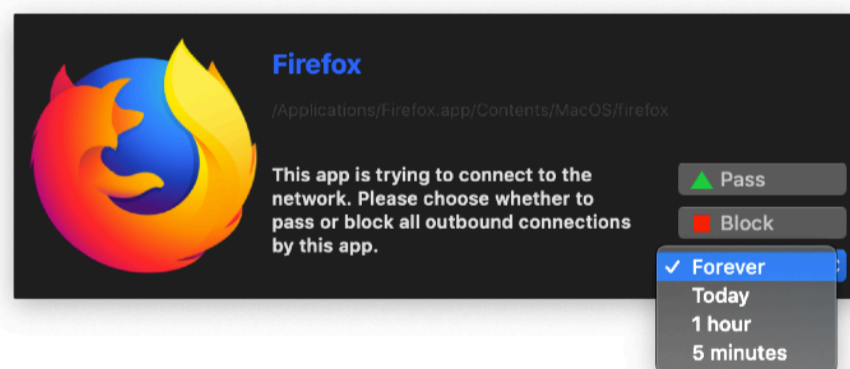 Firefox
/Applications/Firefox.app/Contents/MacOS/firefox
This app is trying to connect to the
network. Please choose whether to
pass or block all outbound connections
by this app.
Pass
Block
Forever
Today
1 hour
5 minutes